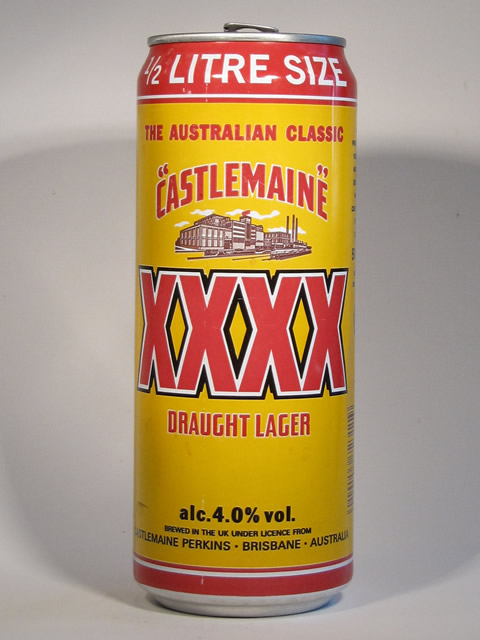 1/2 LITRE SIZE
THE AUSTRALIAN CLASSIC
"CASTLEMAINE"
XXXX
DRAUGHT LAGER
alc.4.0% vol.
BREWED IN THE UK UNDER LICENCE FROM
CASTLEMAINE PERKINS · BRISBANE · AUSTRALIA